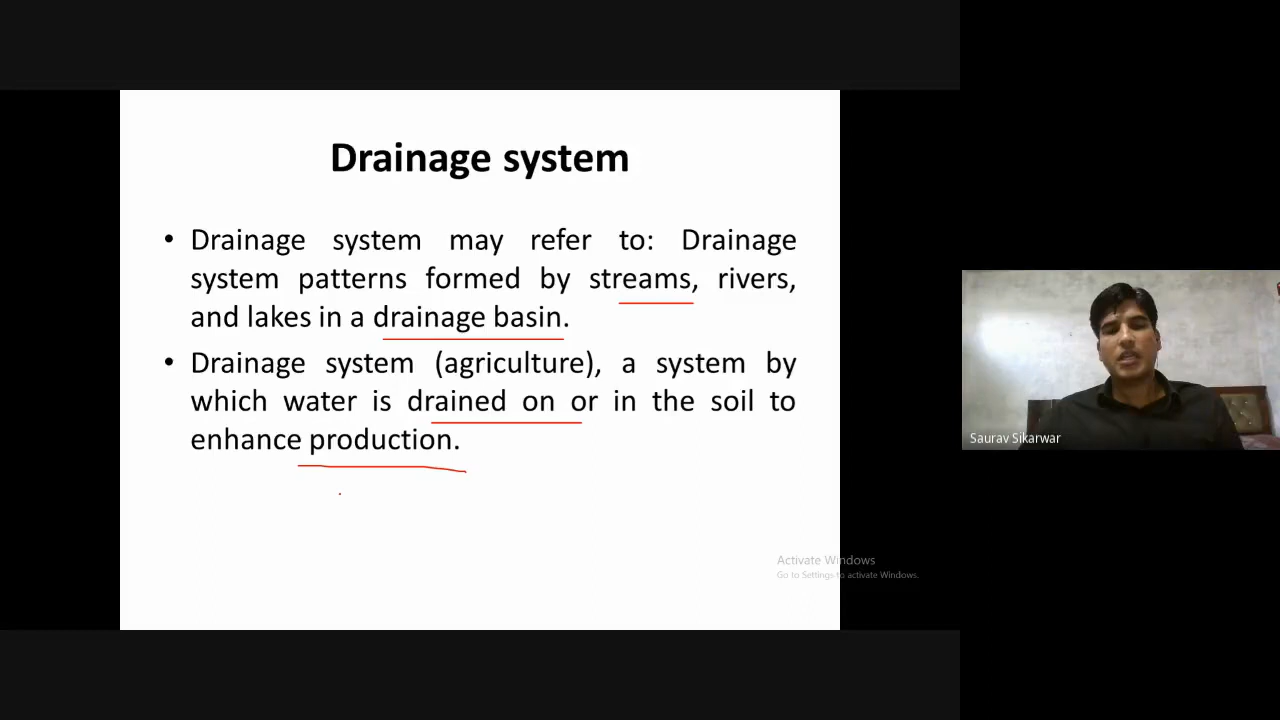 Drainage system
• Drainage system may refer to: Drainage
system patterns formed by streams, rivers,
and lakes in a drainage basin.
• Drainage system (agriculture), a system by
which water is drained on or in the soil to
enhance production.
Saurav Sikarwar
Activate Windows
Go to Settings to activate Windows.